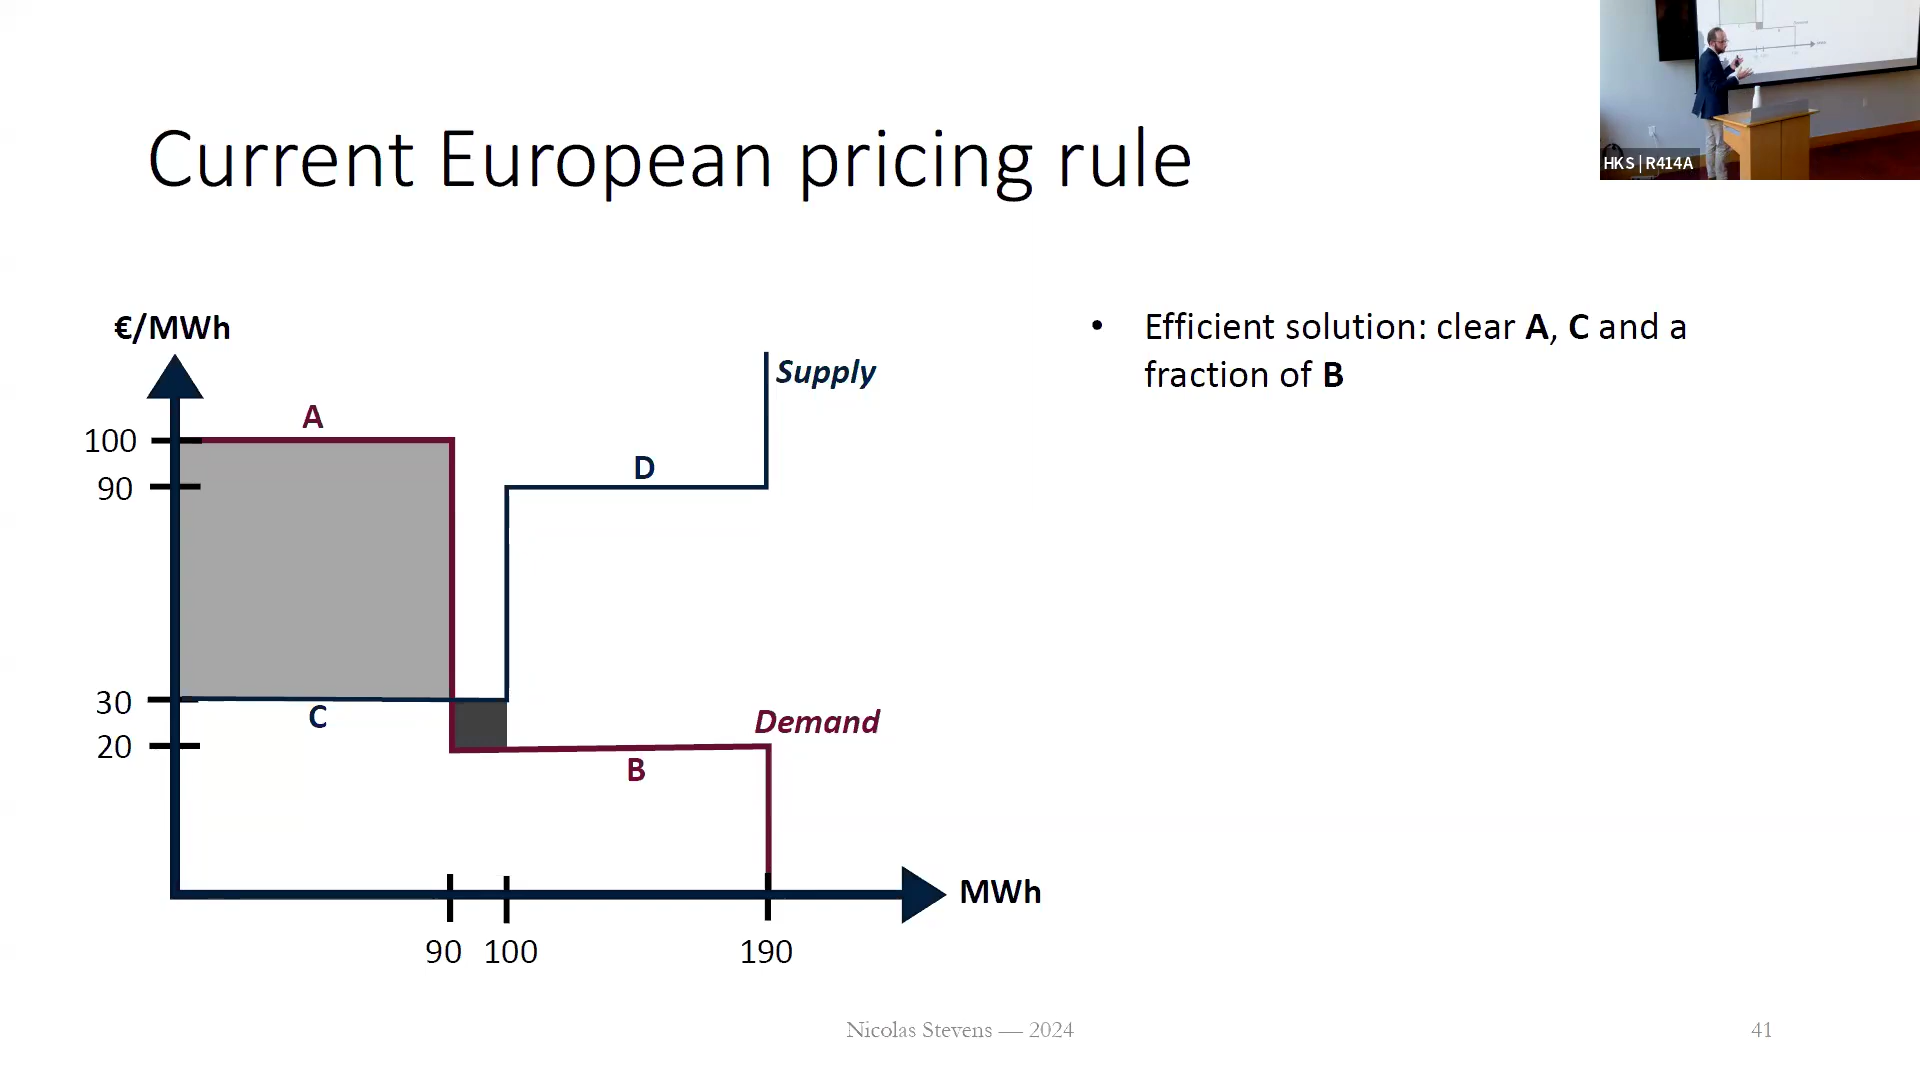 HKS | R414A
Current European pricing rule
€/MWh
Supply
A
100
D
90
30
C
20
Demand
B
MWh
90 100 190
• Efficient solution: clear A, C and a
fraction of B
Nicolas Stevens — 2024
41